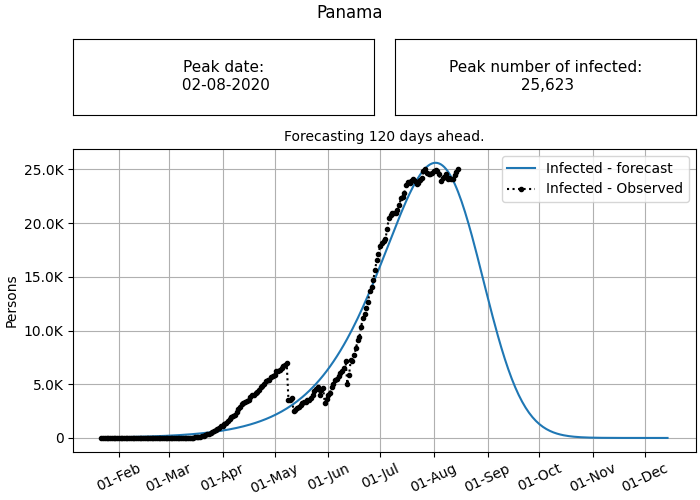 Panama
Peak date:
02-08-2020
Peak number of infected:
25,623
Forecasting 120 days ahead.
Infected - forecast
Infected - Observed
Persons
25.0K
20.0K
15.0K
10.0K
5.0K
0
01-Feb
01-Mar
01-Apr
01-May
01-Jun
01-Jul
01-Aug
01-Sep
01-Oct
01-Nov
01-Dec